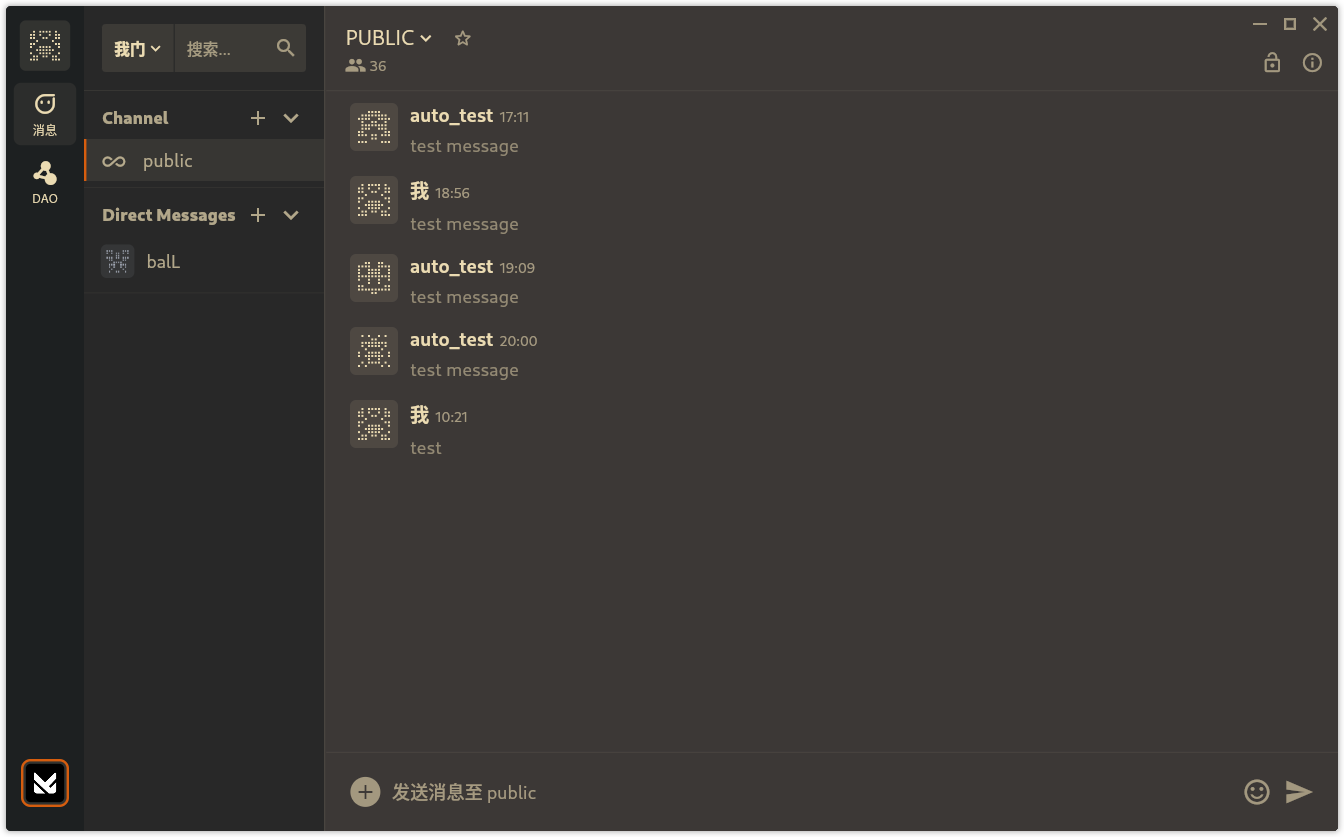 消息
DAO
我门
搜索...
Channel
public
Direct Messages
balL
PUBLIC
36
auto_test 17:11
test message
我 18:56
test message
auto_test 19:09
test message
auto_test 20:00
test message
我 10:21
test
发送消息至 public